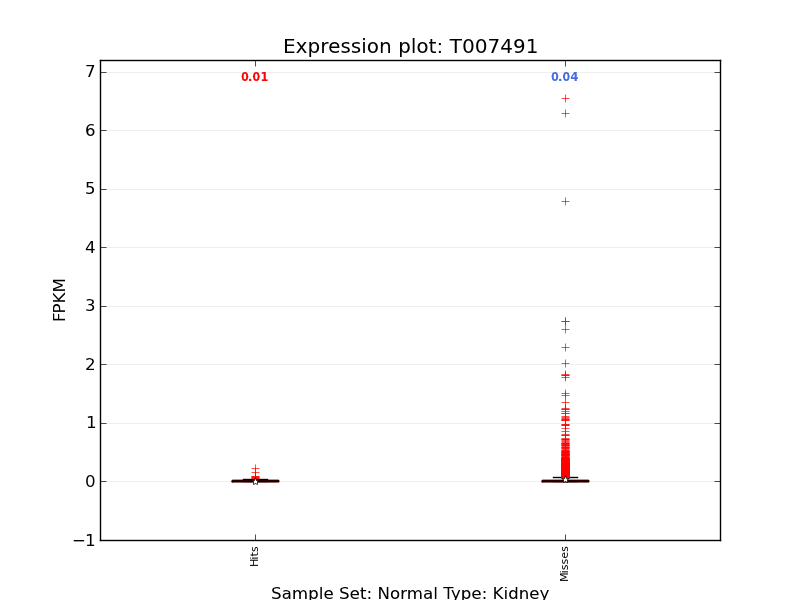 Expression plot: T007491
7
0.01
0.04
6
5
4
3
2
1
0
−1
FPKM
Hits
Misses
Sample Set: Normal Type: Kidney